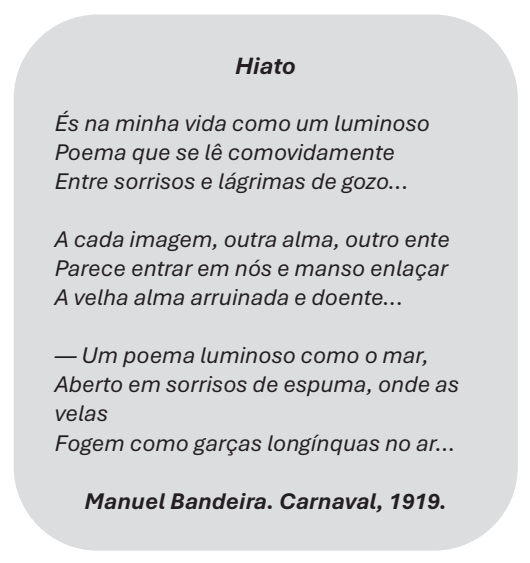 Hiato
És na minha vida como um luminoso
Poema que se lê comovidamente
Entre sorrisos e lágrimas de gozo...
A cada imagem, outra alma, outro ente
Parece entrar em nós e manso enlaçar
A velha alma arruinada e doente...
— Um poema luminoso como o mar,
Aberto em sorrisos de espuma, onde as
velas
Fogem como garças longínquas no ar...
Manuel Bandeira. Carnaval, 1919.